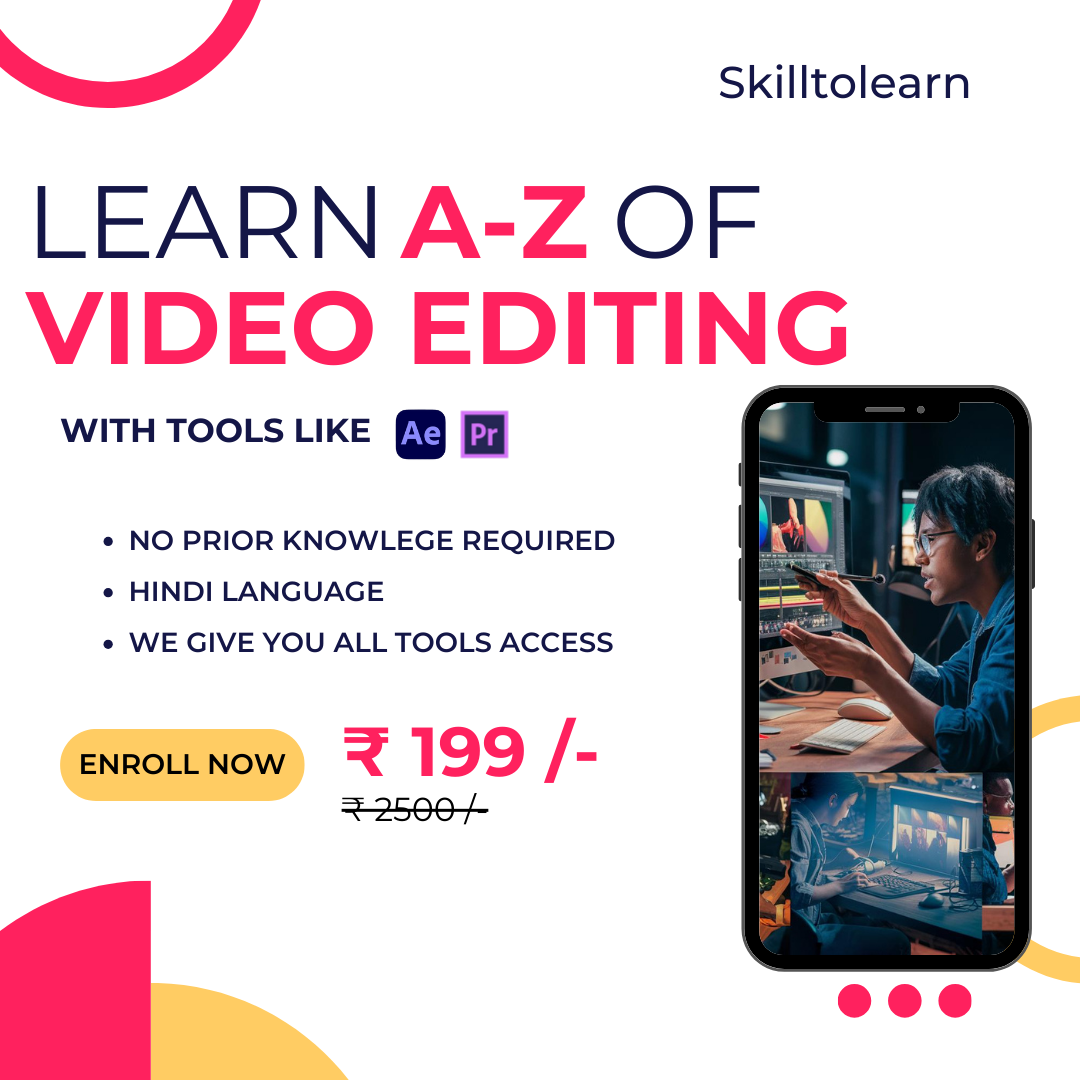 Skilltolearn
LEARN A-Z OF
VIDEO EDITING
WITH TOOLS LIKE Ae Pr
• NO PRIOR KNOWLEGE REQUIRED
• HINDI LANGUAGE
• WE GIVE YOU ALL TOOLS ACCESS
ENROLL NOW
₹ 199 /-
₹ 2500 /-